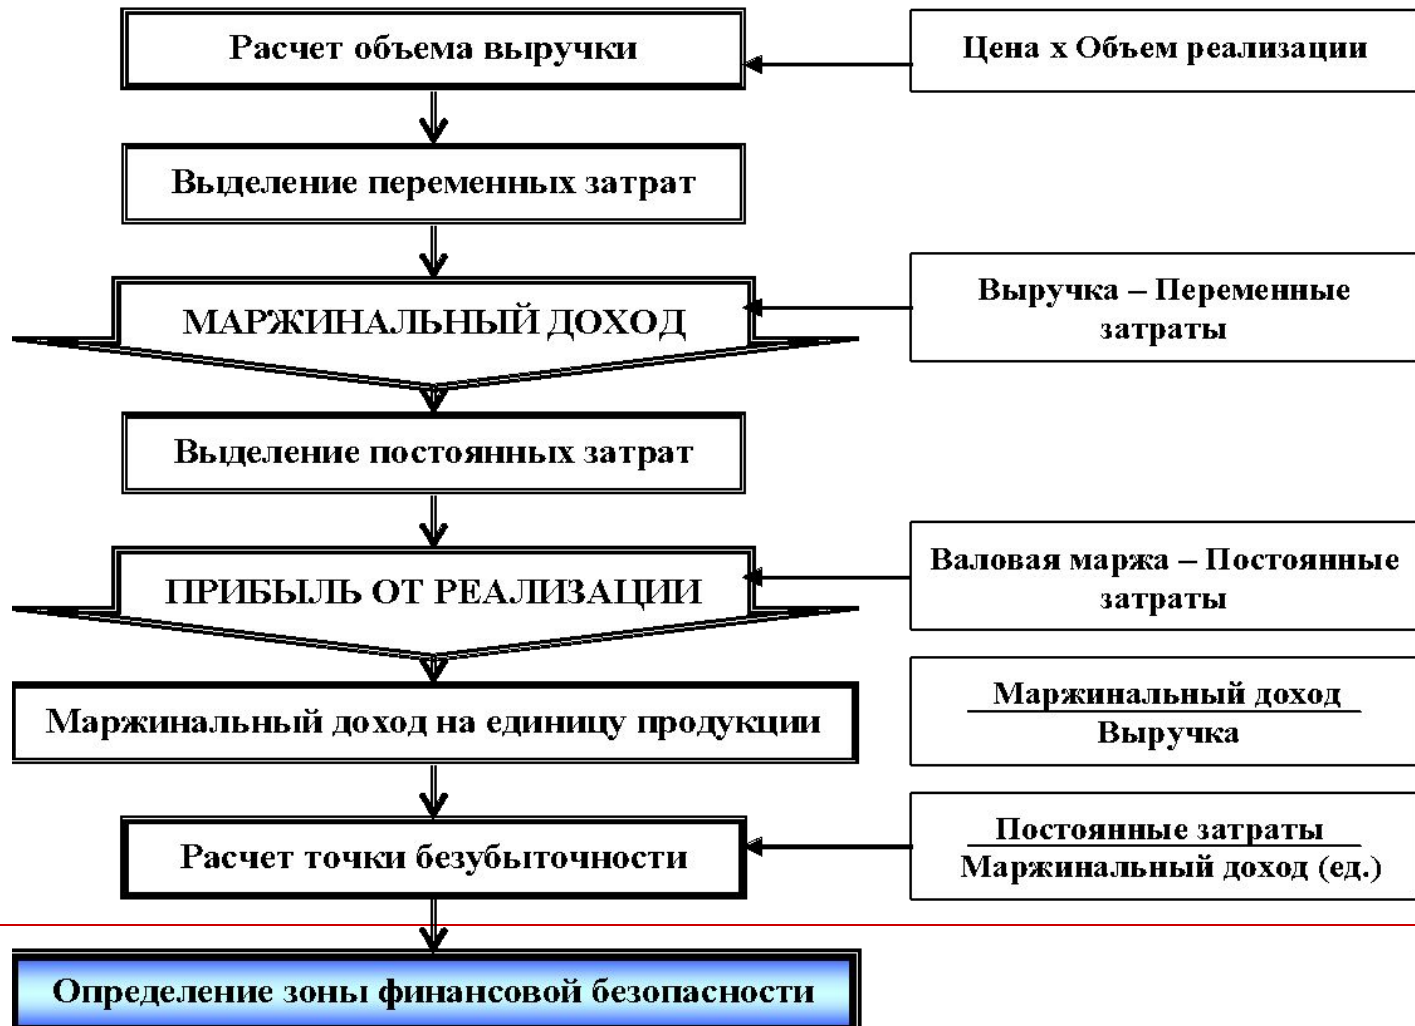 Расчет объема выручки
Цена х Объем реализации
Выделение переменных затрат
МАРЖИНАЛЬНЫЙ ДОХОД
Выручка – Переменные
затраты
Выделение постоянных затрат
ПРИБЫЛЬ ОТ РЕАЛИЗАЦИИ
Валовая маржа – Постоянные
затраты
Маржинальный доход на единицу продукции
Маржинальный доход
Выручка
Расчет точки безубыточности
Постоянные затраты
Маржинальный доход (ед.)
Определение зоны финансовой безопасности